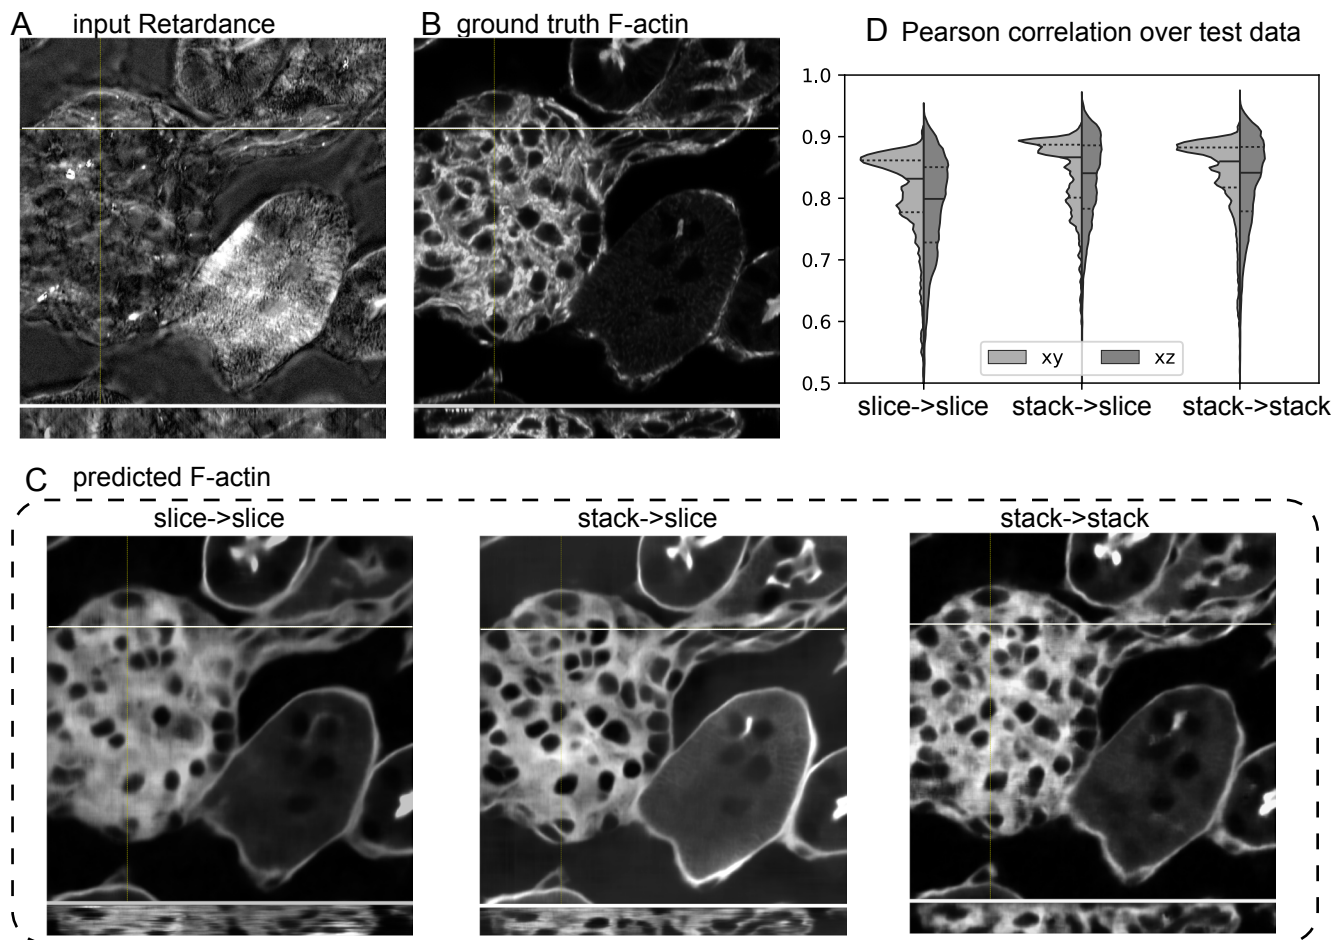 A input Retardance
B ground truth F-actin
D Pearson correlation over test data
1.0
0.9
0.8
0.7
0.6
0.5
xy xz
slice->slice stack->slice stack->stack
C predicted F-actin
slice->slice stack->slice stack->stack